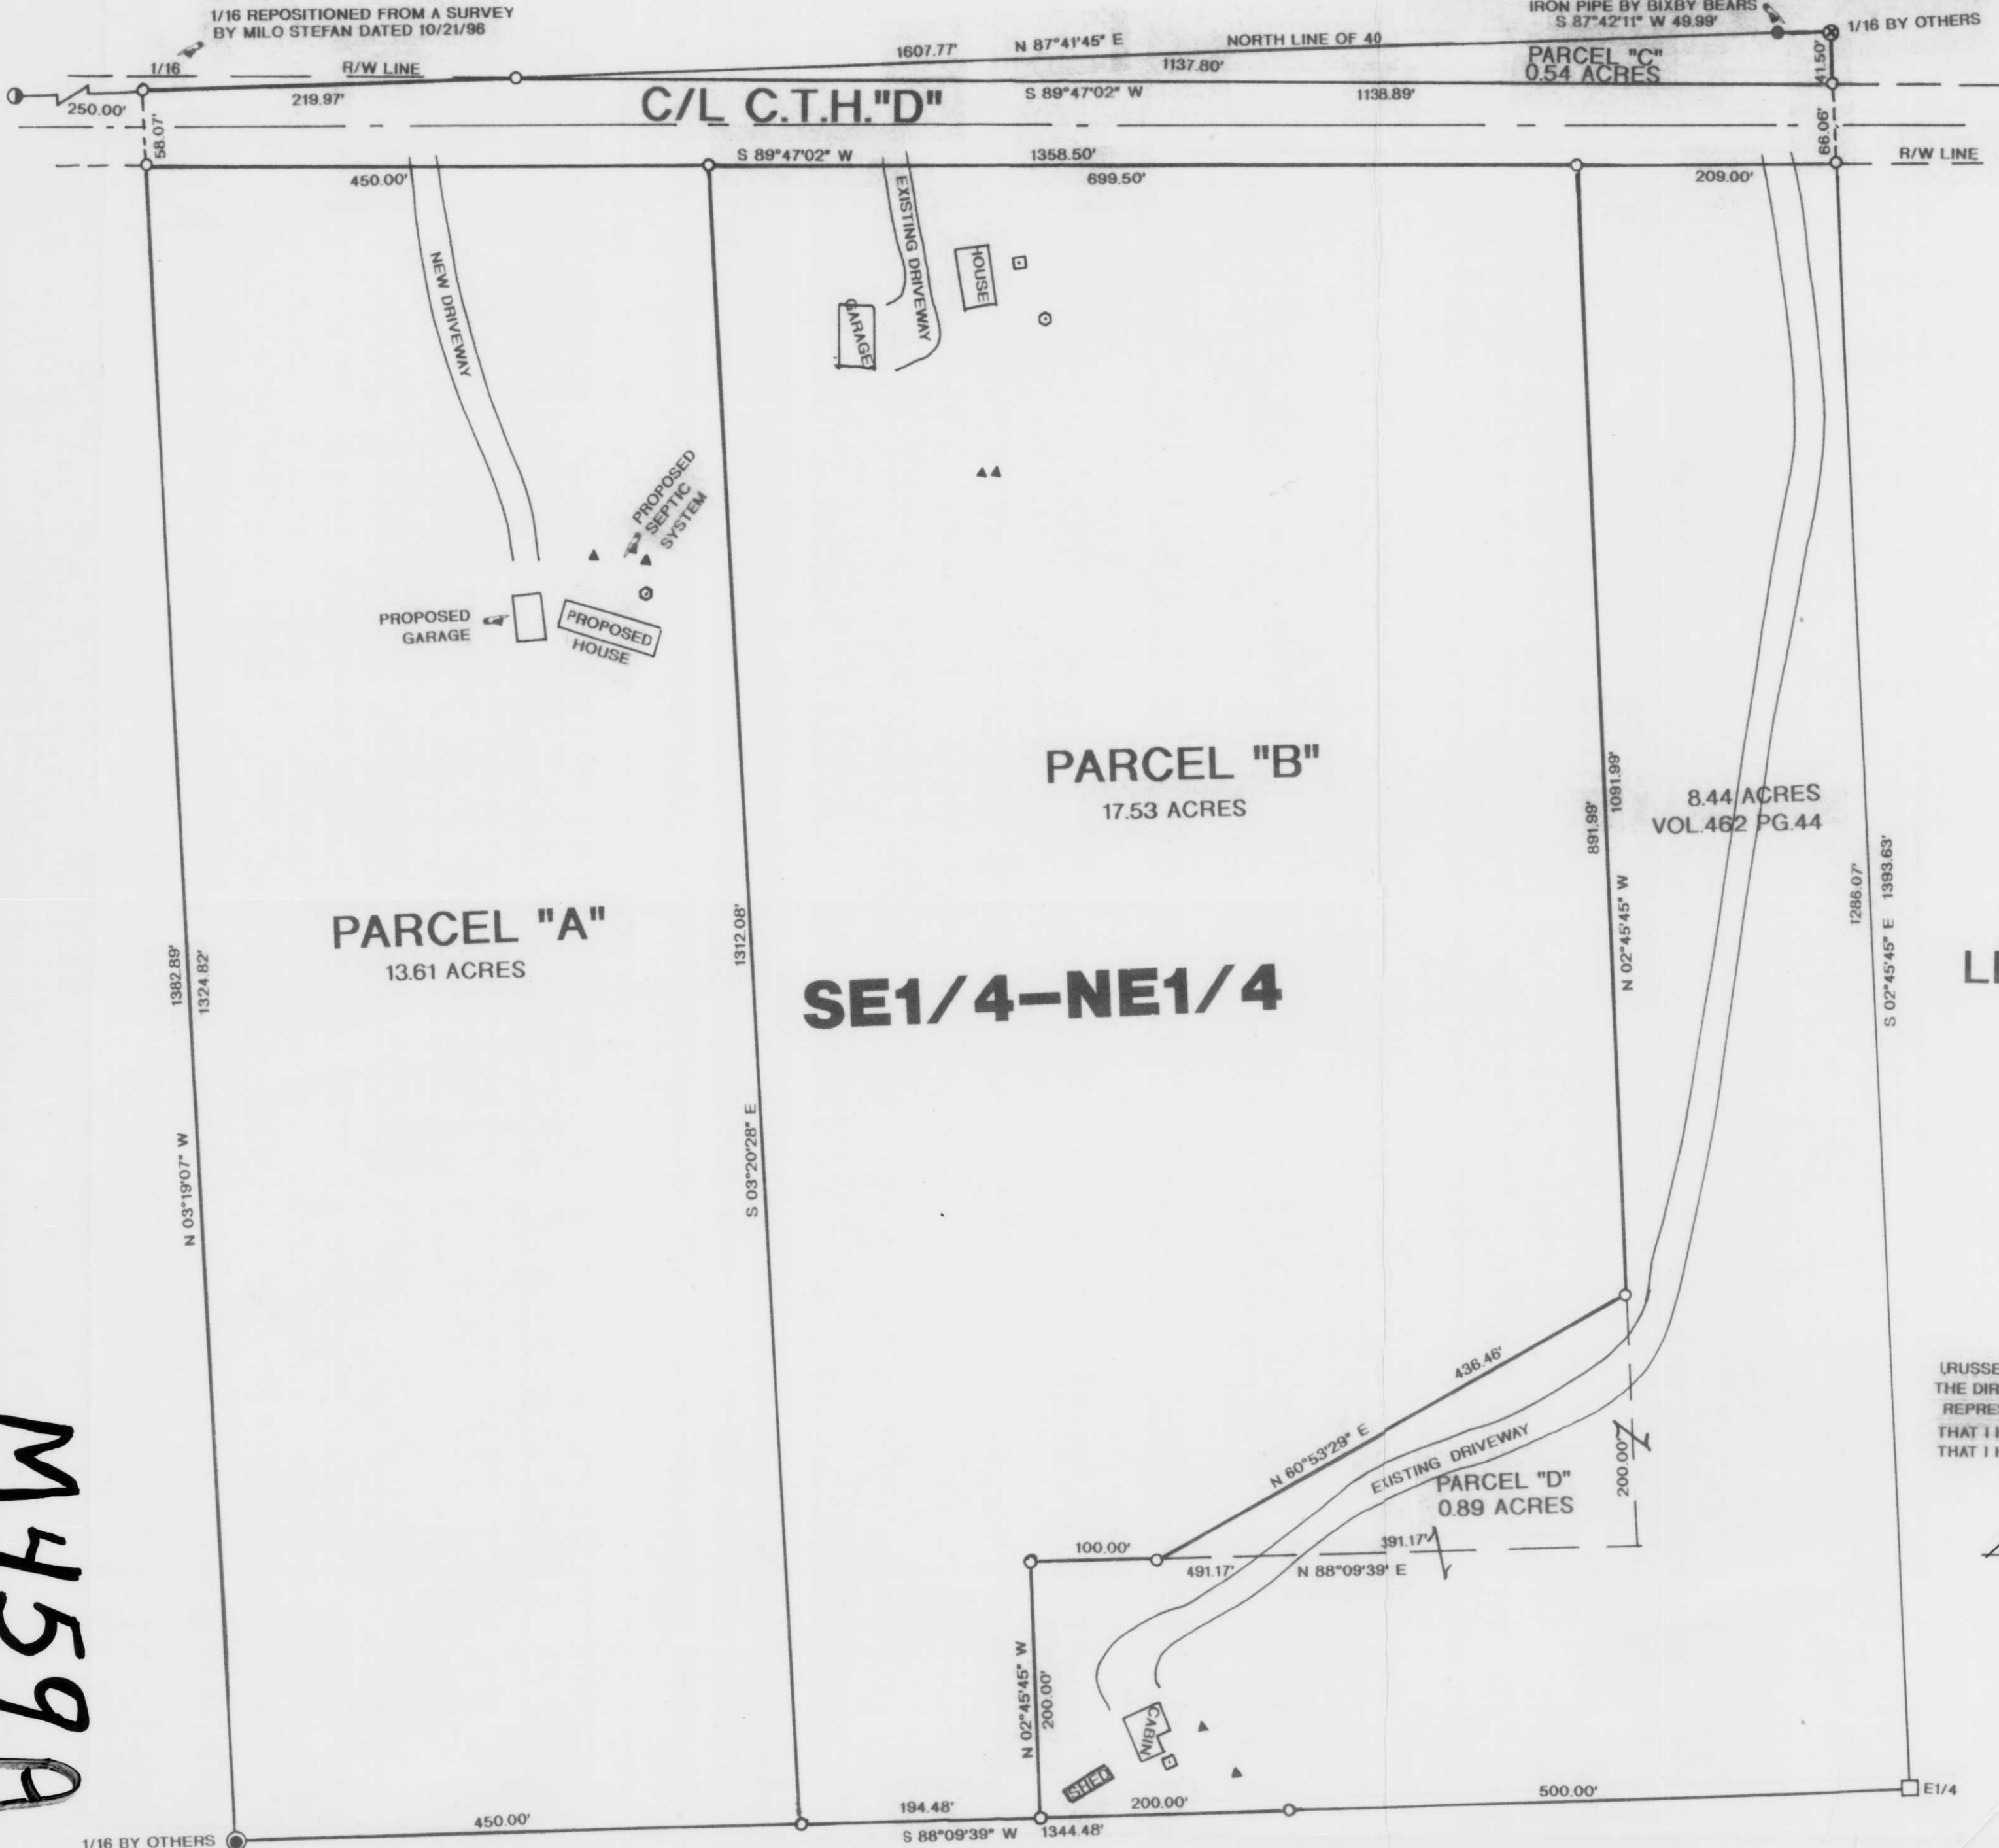 1/16 REPOSITIONED FROM A SURVEY
BY MILO STEFAN DATED 10/21/96
IRON PIPE BY BIXBY BEARS
S 87°42'11" W 49.99'
1/16 BY OTHERS
1607.77'
N 87°41'45" E
NORTH LINE OF 40
1137.80'
PARCEL "C"
0.54 ACRES
41.50'
1/16
R/W LINE
250.00'
219.97'
C/L C.T.H."D"
S 89°47'02" W
1138.89'
58.07'
66.06'
S 89°47'02" W
1358.50'
R/W LINE
450.00'
699.50'
209.00'
NEW DRIVEWAY
EXISTING DRIVEWAY
HOUSE
GARAGE
PROPOSED
SEPTIC
SYSTEM
PROPOSED
GARAGE
PROPOSED
HOUSE
PARCEL "B"
17.53 ACRES
891.99'
1091.99'
N 02°45'45" W
8.44 ACRES
VOL.462 PG.44
1286.07'
S 02°45'45" E 1393.63'
PARCEL "A"
13.61 ACRES
1382.89'
1324.82'
N 03°19'07" W
1312.08'
S 03°20'28" E
SE1/4-NE1/4
436.46'
N 60°53'29" E
THE DIR
REPRE
THAT I
THAT I
EXISTING DRIVEWAY
PARCEL "D"
0.89 ACRES
200.00'
100.00'
391.17'
491.17'
N 88°09'39" E
N 02°45'45" W
200.00'
CABIN
SHED
M459A
450.00'
194.48'
200.00'
500.00'
E1/4
S 88°09'39" W 1344.48'
1/16 BY OTHERS